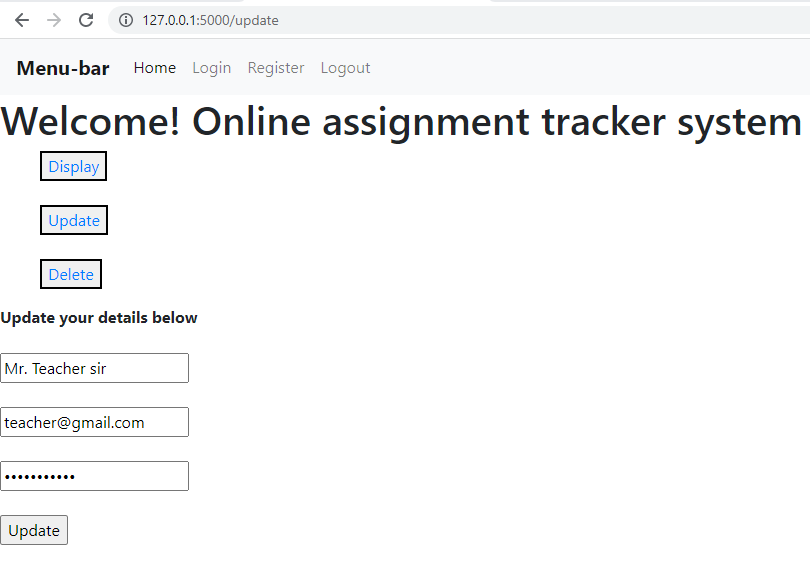 127.0.0.1:5000/update
Menu-bar Home Login Register Logout
Welcome! Online assignment tracker system
Display
Update
Delete
Update your details below
Mr. Teacher sir
teacher@gmail.com
•••••••••••
Update